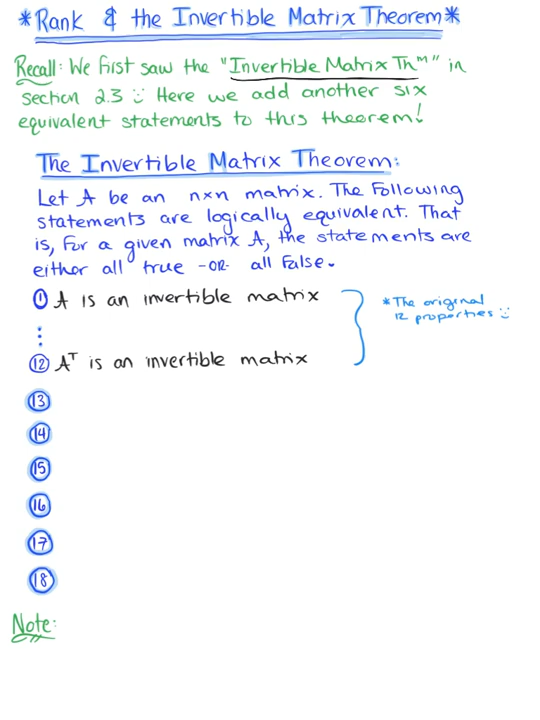 *Rank & the Invertible Matrix Theorem*
Recall: We first saw the "Invertible Matrix Thᵐ" in
section 2.3 :) Here we add another six
equivalent statements to this theorem!
The Invertible Matrix Theorem:
Let A be an n×n matrix. The Following
statements are logically equivalent. That
is, For a given matrix A, the statements are
either all true -OR- all False.
① A is an invertible matrix
*The original
12 properties :)
⋮
⑫ Aᵀ is an invertible matrix
⑬
⑭
⑮
⑯
⑰
⑱
Note: